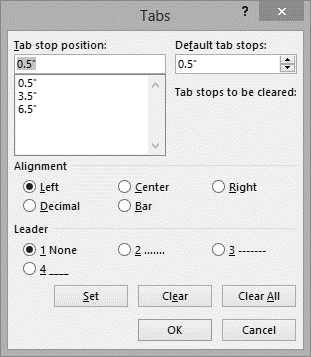 Tabs ? ×
Tab stop position: Default tab stops:
0.5" 0.5"
0.5" Tab stops to be cleared:
3.5"
6.5"
Alignment
Left Center Right
Decimal Bar
Leader
1 None 2 ....... 3 -------
4 ____
Set Clear Clear All
OK Cancel